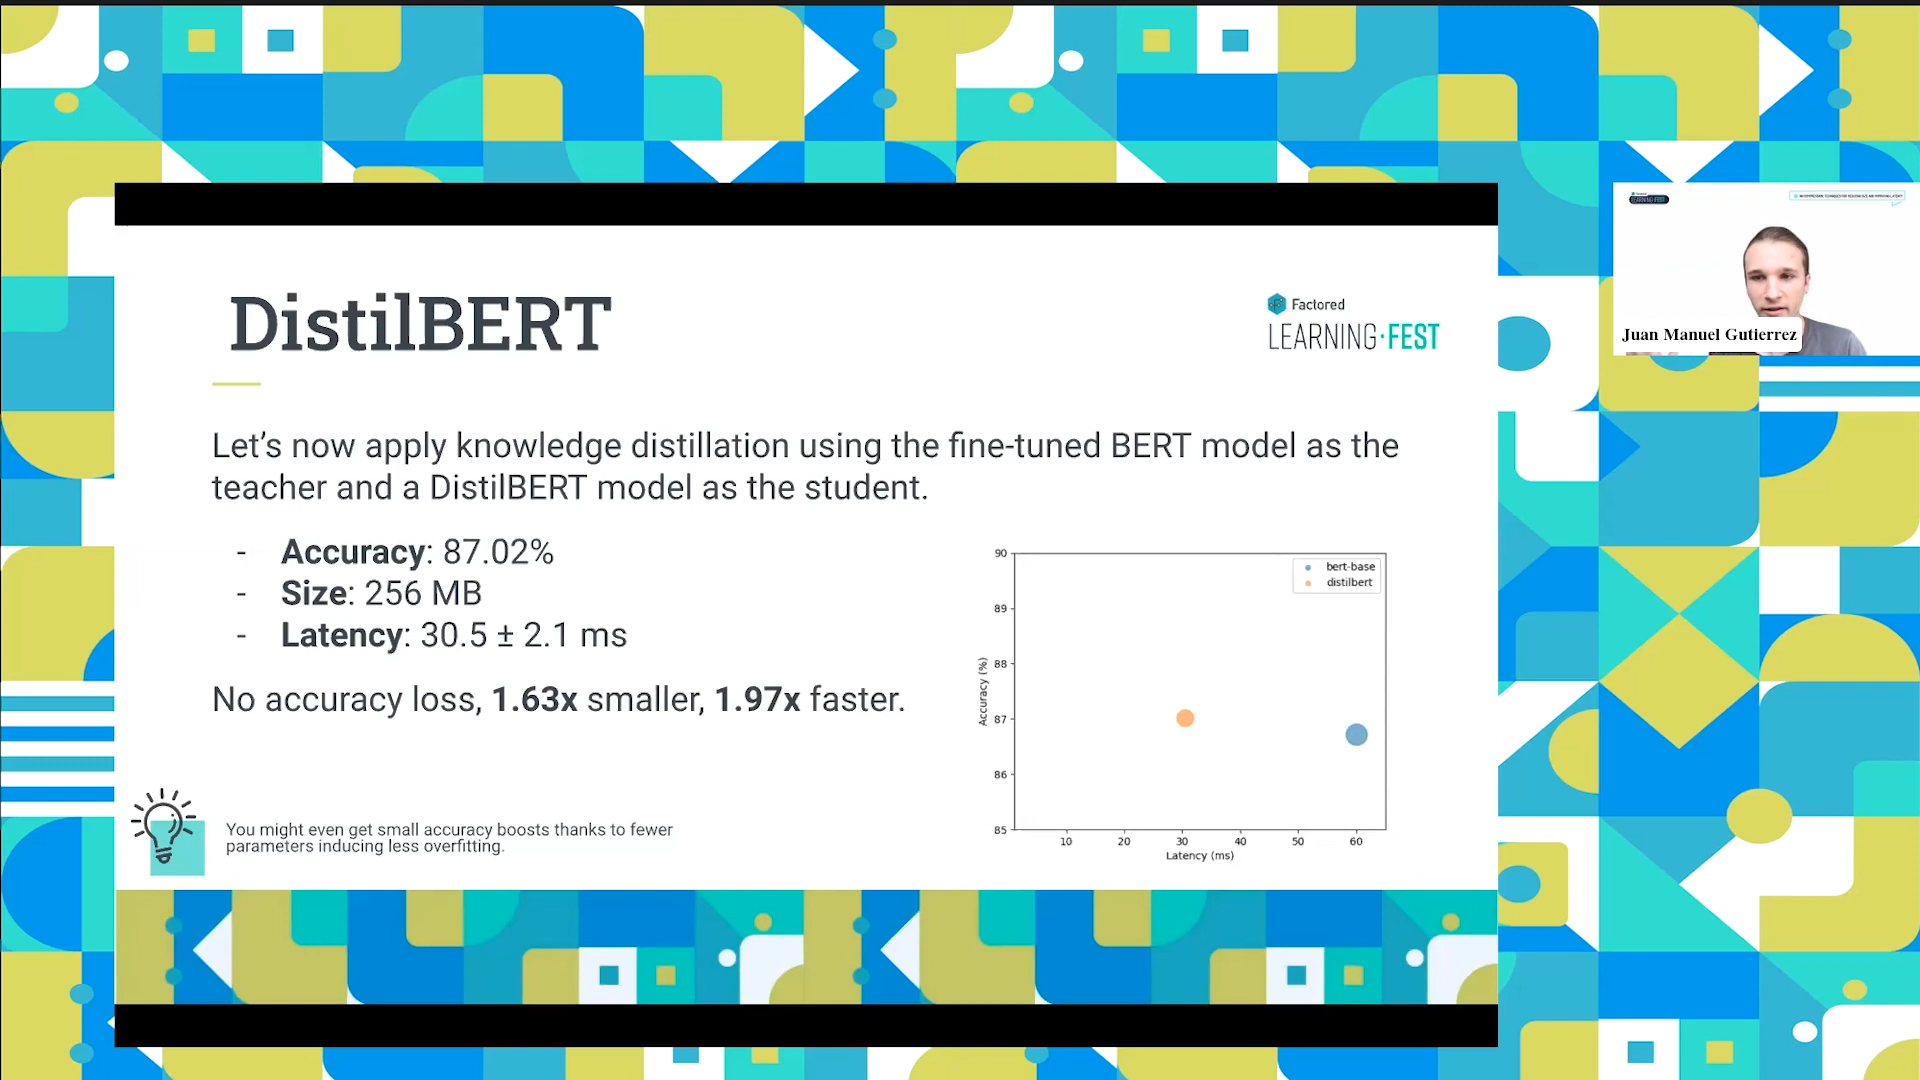 DistilBERT
Factored
LEARNING·FEST
Let's now apply knowledge distillation using the fine-tuned BERT model as the
teacher and a DistilBERT model as the student.
- Accuracy: 87.02%
- Size: 256 MB
- Latency: 30.5 ± 2.1 ms
No accuracy loss, 1.63x smaller, 1.97x faster.
You might even get small accuracy boosts thanks to fewer
parameters inducing less overfitting.
bert-base
distilbert
90
89
88
87
86
85
Accuracy (%)
10 20 30 40 50 60
Latency (ms)
LEARNING·FEST
Juan Manuel Gutierrez